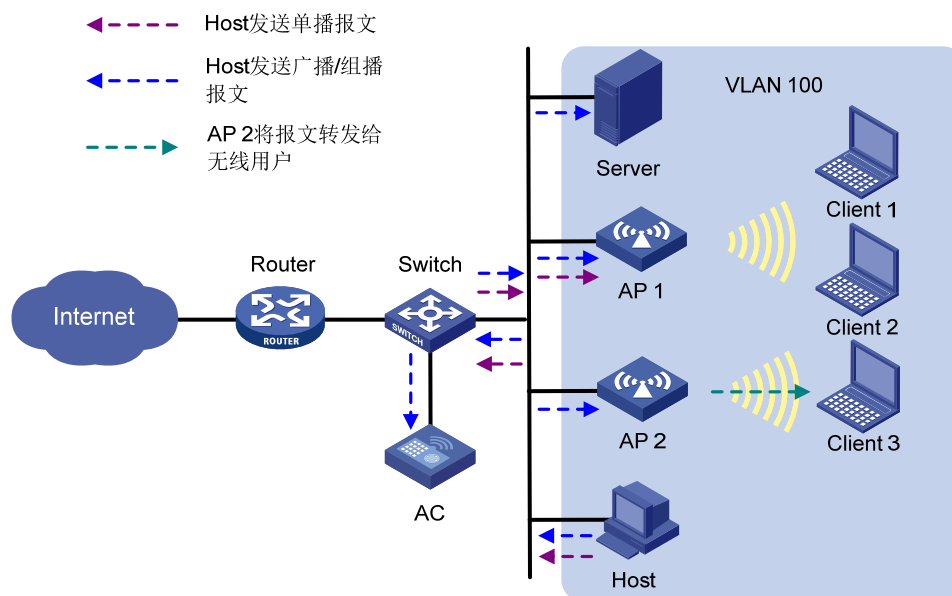 Host发送单播报文
Host发送广播/组播
报文
AP 2将报文转发给
无线用户
VLAN 100
Server
Client 1
AP 1
Client 2
Router
Switch
Internet
ROUTER
SWITCH
AP 2
Client 3
AC
Host